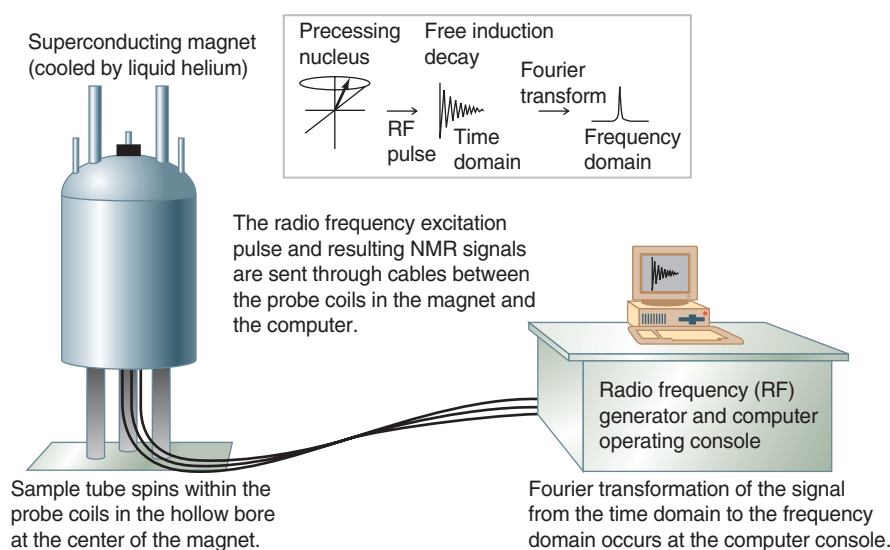 Superconducting magnet
(cooled by liquid helium)
Precessing
nucleus
RF
pulse
Free induction
decay
Time
domain
Fourier
transform
Frequency
domain
The radio frequency excitation
pulse and resulting NMR signals
are sent through cables between
the probe coils in the magnet and
the computer.
Radio frequency (RF)
generator and computer
operating console
Sample tube spins within the
probe coils in the hollow bore
at the center of the magnet.
Fourier transformation of the signal
from the time domain to the frequency
domain occurs at the computer console.